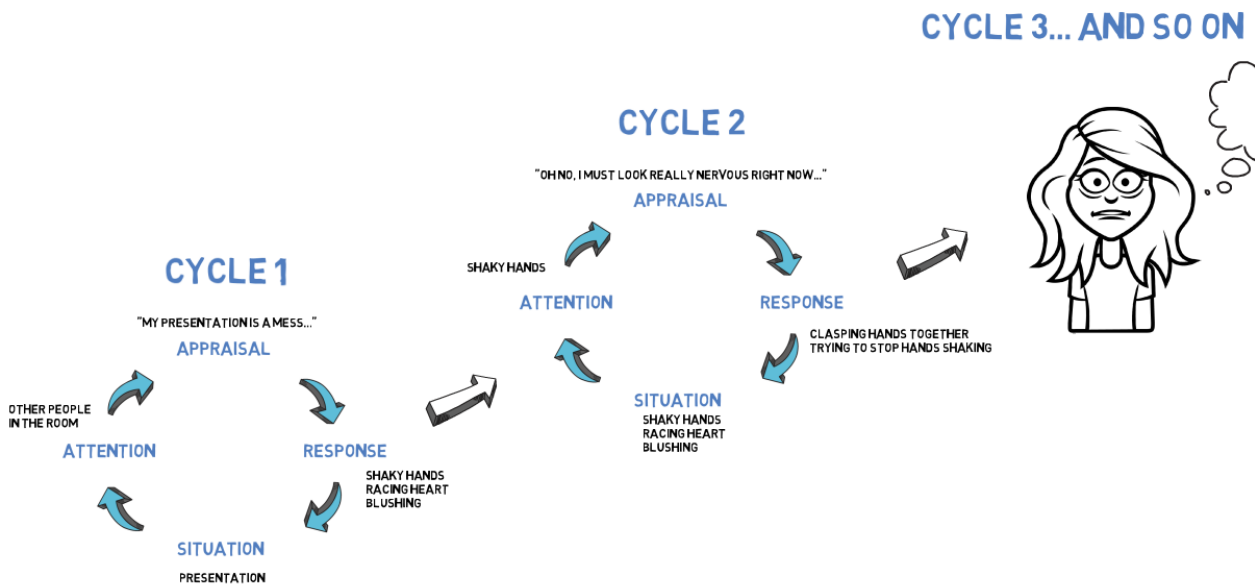 CYCLE 3... AND SO ON
CYCLE 2
"OH NO, I MUST LOOK REALLY NERVOUS RIGHT NOW..."
APPRAISAL
SHAKY HANDS
ATTENTION
RESPONSE
CLASPING HANDS TOGETHER
TRYING TO STOP HANDS SHAKING
SITUATION
SHAKY HANDS
RACING HEART
BLUSHING
CYCLE 1
"MY PRESENTATION IS A MESS..."
APPRAISAL
OTHER PEOPLE
IN THE ROOM
ATTENTION
RESPONSE
SHAKY HANDS
RACING HEART
BLUSHING
SITUATION
PRESENTATION